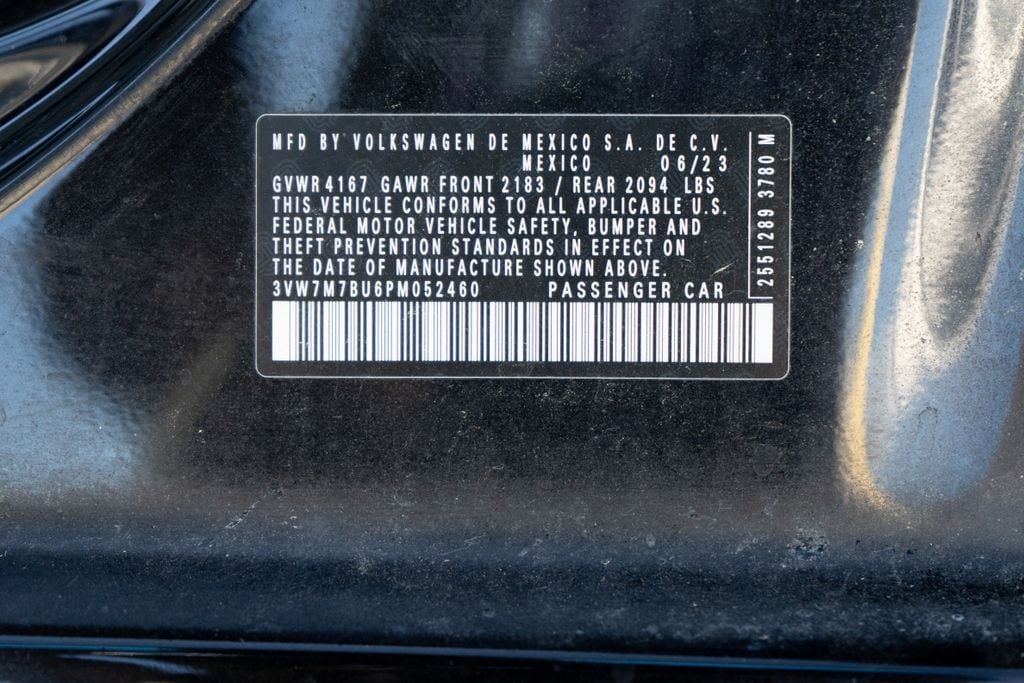 MFD BY VOLKSWAGEN DE MEXICO S.A. DE C.V.
MEXICO 06/23
GVWR 4167 GAWR FRONT 2183 / REAR 2094 LBS
THIS VEHICLE CONFORMS TO ALL APPLICABLE U.S.
FEDERAL MOTOR VEHICLE SAFETY, BUMPER AND
THEFT PREVENTION STANDARDS IN EFFECT ON
THE DATE OF MANUFACTURE SHOWN ABOVE.
3VW7M7BU6PM052460 PASSENGER CAR
2551289 3780 M